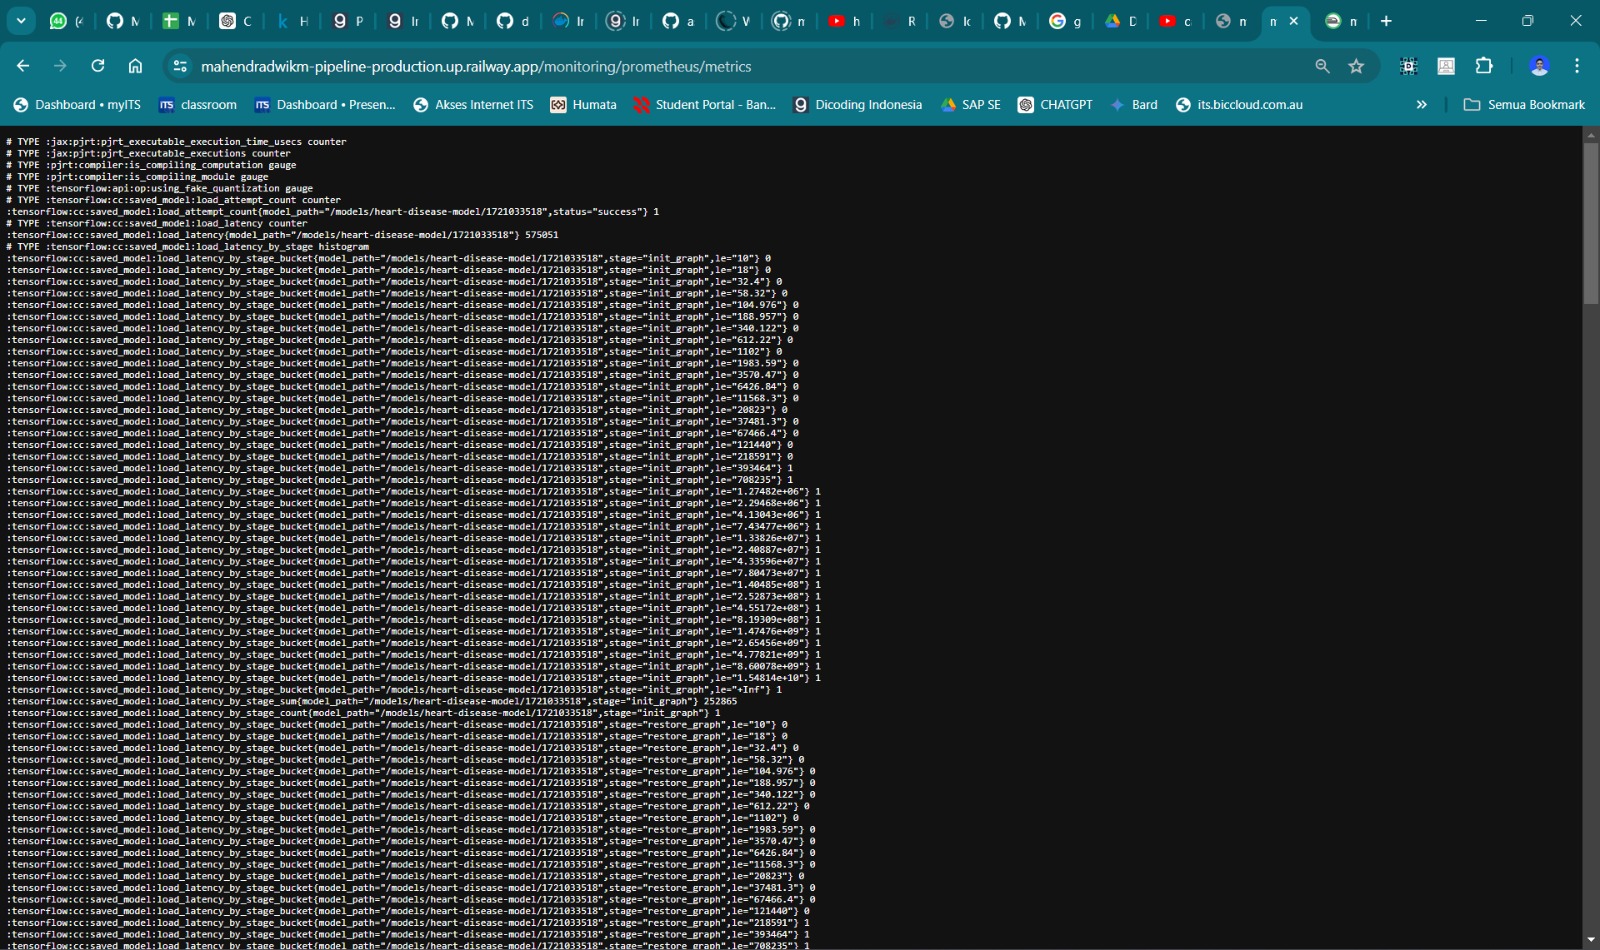 (4
M
M
C
H
P
Ir
M
d
Ir
Ir
a
V
n
h
R
Ic
M
g
D
c
n
n
n
mahendradwikm-pipeline-production.up.railway.app/monitoring/prometheus/metrics
Dashboard • myITS
classroom
Dashboard • Presen...
Akses Internet ITS
Humata
Student Portal - Ban...
Dicoding Indonesia
SAP SE
CHATGPT
Bard
its.biccloud.com.au
»
Semua Bookmark
# TYPE :jax:pjrt:pjrt_executable_execution_time_usecs counter
# TYPE :jax:pjrt:pjrt_executable_executions counter
# TYPE :pjrt:compiler:is_compiling_computation gauge
# TYPE :pjrt:compiler:is_compiling_module gauge
# TYPE :tensorflow:api:op:using_fake_quantization gauge
# TYPE :tensorflow:cc:saved_model:load_attempt_count counter
:tensorflow:cc:saved_model:load_attempt_count{model_path="/models/heart-disease-model/1721033518",status="success"} 1
# TYPE :tensorflow:cc:saved_model:load_latency counter
:tensorflow:cc:saved_model:load_latency{model_path="/models/heart-disease-model/1721033518"} 575051
# TYPE :tensorflow:cc:saved_model:load_latency_by_stage histogram
:tensorflow:cc:saved_model:load_latency_by_stage_bucket{model_path="/models/heart-disease-model/1721033518",stage="init_graph",le="10"} 0
:tensorflow:cc:saved_model:load_latency_by_stage_bucket{model_path="/models/heart-disease-model/1721033518",stage="init_graph",le="18"} 0
:tensorflow:cc:saved_model:load_latency_by_stage_bucket{model_path="/models/heart-disease-model/1721033518",stage="init_graph",le="32.4"} 0
:tensorflow:cc:saved_model:load_latency_by_stage_bucket{model_path="/models/heart-disease-model/1721033518",stage="init_graph",le="58.32"} 0
:tensorflow:cc:saved_model:load_latency_by_stage_bucket{model_path="/models/heart-disease-model/1721033518",stage="init_graph",le="104.976"} 0
:tensorflow:cc:saved_model:load_latency_by_stage_bucket{model_path="/models/heart-disease-model/1721033518",stage="init_graph",le="188.957"} 0
:tensorflow:cc:saved_model:load_latency_by_stage_bucket{model_path="/models/heart-disease-model/1721033518",stage="init_graph",le="340.122"} 0
:tensorflow:cc:saved_model:load_latency_by_stage_bucket{model_path="/models/heart-disease-model/1721033518",stage="init_graph",le="612.22"} 0
:tensorflow:cc:saved_model:load_latency_by_stage_bucket{model_path="/models/heart-disease-model/1721033518",stage="init_graph",le="1102"} 0
:tensorflow:cc:saved_model:load_latency_by_stage_bucket{model_path="/models/heart-disease-model/1721033518",stage="init_graph",le="1983.59"} 0
:tensorflow:cc:saved_model:load_latency_by_stage_bucket{model_path="/models/heart-disease-model/1721033518",stage="init_graph",le="3570.47"} 0
:tensorflow:cc:saved_model:load_latency_by_stage_bucket{model_path="/models/heart-disease-model/1721033518",stage="init_graph",le="6426.84"} 0
:tensorflow:cc:saved_model:load_latency_by_stage_bucket{model_path="/models/heart-disease-model/1721033518",stage="init_graph",le="11568.3"} 0
:tensorflow:cc:saved_model:load_latency_by_stage_bucket{model_path="/models/heart-disease-model/1721033518",stage="init_graph",le="20823"} 0
:tensorflow:cc:saved_model:load_latency_by_stage_bucket{model_path="/models/heart-disease-model/1721033518",stage="init_graph",le="37481.3"} 0
:tensorflow:cc:saved_model:load_latency_by_stage_bucket{model_path="/models/heart-disease-model/1721033518",stage="init_graph",le="67466.4"} 0
:tensorflow:cc:saved_model:load_latency_by_stage_bucket{model_path="/models/heart-disease-model/1721033518",stage="init_graph",le="121440"} 0
:tensorflow:cc:saved_model:load_latency_by_stage_bucket{model_path="/models/heart-disease-model/1721033518",stage="init_graph",le="218591"} 0
:tensorflow:cc:saved_model:load_latency_by_stage_bucket{model_path="/models/heart-disease-model/1721033518",stage="init_graph",le="393464"} 1
:tensorflow:cc:saved_model:load_latency_by_stage_bucket{model_path="/models/heart-disease-model/1721033518",stage="init_graph",le="708235"} 1
:tensorflow:cc:saved_model:load_latency_by_stage_bucket{model_path="/models/heart-disease-model/1721033518",stage="init_graph",le="1.27482e+06"} 1
:tensorflow:cc:saved_model:load_latency_by_stage_bucket{model_path="/models/heart-disease-model/1721033518",stage="init_graph",le="2.29468e+06"} 1
:tensorflow:cc:saved_model:load_latency_by_stage_bucket{model_path="/models/heart-disease-model/1721033518",stage="init_graph",le="4.13043e+06"} 1
:tensorflow:cc:saved_model:load_latency_by_stage_bucket{model_path="/models/heart-disease-model/1721033518",stage="init_graph",le="7.43477e+06"} 1
:tensorflow:cc:saved_model:load_latency_by_stage_bucket{model_path="/models/heart-disease-model/1721033518",stage="init_graph",le="1.33826e+07"} 1
:tensorflow:cc:saved_model:load_latency_by_stage_bucket{model_path="/models/heart-disease-model/1721033518",stage="init_graph",le="2.40887e+07"} 1
:tensorflow:cc:saved_model:load_latency_by_stage_bucket{model_path="/models/heart-disease-model/1721033518",stage="init_graph",le="4.33596e+07"} 1
:tensorflow:cc:saved_model:load_latency_by_stage_bucket{model_path="/models/heart-disease-model/1721033518",stage="init_graph",le="7.80473e+07"} 1
:tensorflow:cc:saved_model:load_latency_by_stage_bucket{model_path="/models/heart-disease-model/1721033518",stage="init_graph",le="1.40485e+08"} 1
:tensorflow:cc:saved_model:load_latency_by_stage_bucket{model_path="/models/heart-disease-model/1721033518",stage="init_graph",le="2.52873e+08"} 1
:tensorflow:cc:saved_model:load_latency_by_stage_bucket{model_path="/models/heart-disease-model/1721033518",stage="init_graph",le="4.55172e+08"} 1
:tensorflow:cc:saved_model:load_latency_by_stage_bucket{model_path="/models/heart-disease-model/1721033518",stage="init_graph",le="8.19309e+08"} 1
:tensorflow:cc:saved_model:load_latency_by_stage_bucket{model_path="/models/heart-disease-model/1721033518",stage="init_graph",le="1.47476e+09"} 1
:tensorflow:cc:saved_model:load_latency_by_stage_bucket{model_path="/models/heart-disease-model/1721033518",stage="init_graph",le="2.65456e+09"} 1
:tensorflow:cc:saved_model:load_latency_by_stage_bucket{model_path="/models/heart-disease-model/1721033518",stage="init_graph",le="4.77821e+09"} 1
:tensorflow:cc:saved_model:load_latency_by_stage_bucket{model_path="/models/heart-disease-model/1721033518",stage="init_graph",le="8.60078e+09"} 1
:tensorflow:cc:saved_model:load_latency_by_stage_bucket{model_path="/models/heart-disease-model/1721033518",stage="init_graph",le="1.54814e+10"} 1
:tensorflow:cc:saved_model:load_latency_by_stage_bucket{model_path="/models/heart-disease-model/1721033518",stage="init_graph",le="+Inf"} 1
:tensorflow:cc:saved_model:load_latency_by_stage_sum{model_path="/models/heart-disease-model/1721033518",stage="init_graph"} 252865
:tensorflow:cc:saved_model:load_latency_by_stage_count{model_path="/models/heart-disease-model/1721033518",stage="init_graph"} 1
:tensorflow:cc:saved_model:load_latency_by_stage_bucket{model_path="/models/heart-disease-model/1721033518",stage="restore_graph",le="10"} 0
:tensorflow:cc:saved_model:load_latency_by_stage_bucket{model_path="/models/heart-disease-model/1721033518",stage="restore_graph",le="18"} 0
:tensorflow:cc:saved_model:load_latency_by_stage_bucket{model_path="/models/heart-disease-model/1721033518",stage="restore_graph",le="32.4"} 0
:tensorflow:cc:saved_model:load_latency_by_stage_bucket{model_path="/models/heart-disease-model/1721033518",stage="restore_graph",le="58.32"} 0
:tensorflow:cc:saved_model:load_latency_by_stage_bucket{model_path="/models/heart-disease-model/1721033518",stage="restore_graph",le="104.976"} 0
:tensorflow:cc:saved_model:load_latency_by_stage_bucket{model_path="/models/heart-disease-model/1721033518",stage="restore_graph",le="188.957"} 0
:tensorflow:cc:saved_model:load_latency_by_stage_bucket{model_path="/models/heart-disease-model/1721033518",stage="restore_graph",le="340.122"} 0
:tensorflow:cc:saved_model:load_latency_by_stage_bucket{model_path="/models/heart-disease-model/1721033518",stage="restore_graph",le="612.22"} 0
:tensorflow:cc:saved_model:load_latency_by_stage_bucket{model_path="/models/heart-disease-model/1721033518",stage="restore_graph",le="1102"} 0
:tensorflow:cc:saved_model:load_latency_by_stage_bucket{model_path="/models/heart-disease-model/1721033518",stage="restore_graph",le="1983.59"} 0
:tensorflow:cc:saved_model:load_latency_by_stage_bucket{model_path="/models/heart-disease-model/1721033518",stage="restore_graph",le="3570.47"} 0
:tensorflow:cc:saved_model:load_latency_by_stage_bucket{model_path="/models/heart-disease-model/1721033518",stage="restore_graph",le="6426.84"} 0
:tensorflow:cc:saved_model:load_latency_by_stage_bucket{model_path="/models/heart-disease-model/1721033518",stage="restore_graph",le="11568.3"} 0
:tensorflow:cc:saved_model:load_latency_by_stage_bucket{model_path="/models/heart-disease-model/1721033518",stage="restore_graph",le="20823"} 0
:tensorflow:cc:saved_model:load_latency_by_stage_bucket{model_path="/models/heart-disease-model/1721033518",stage="restore_graph",le="37481.3"} 0
:tensorflow:cc:saved_model:load_latency_by_stage_bucket{model_path="/models/heart-disease-model/1721033518",stage="restore_graph",le="67466.4"} 0
:tensorflow:cc:saved_model:load_latency_by_stage_bucket{model_path="/models/heart-disease-model/1721033518",stage="restore_graph",le="121440"} 0
:tensorflow:cc:saved_model:load_latency_by_stage_bucket{model_path="/models/heart-disease-model/1721033518",stage="restore_graph",le="218591"} 1
:tensorflow:cc:saved_model:load_latency_by_stage_bucket{model_path="/models/heart-disease-model/1721033518",stage="restore_graph",le="393464"} 1
:tensorflow:cc:saved_model:load_latency_by_stage_bucket{model_path="/models/heart-disease-model/1721033518",stage="restore_graph",le="708235"} 1